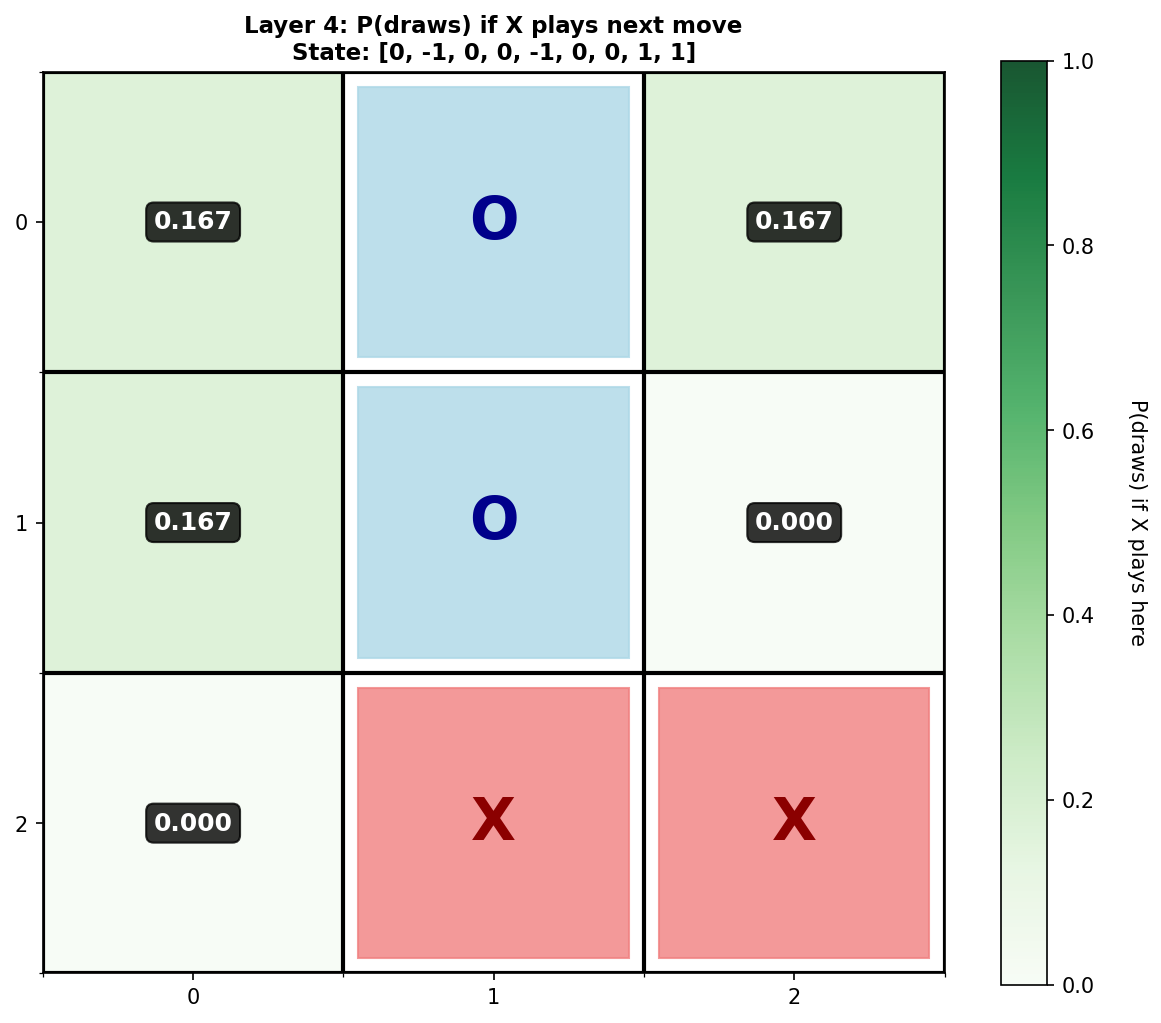 Layer 4: P(draws) if X plays next move
State: [0, -1, 0, 0, -1, 0, 0, 1, 1]
0
0.167
O
0.167
1
0.167
O
0.000
2
0.000
X
X
0
1
2
1.0
0.8
0.6
0.4
0.2
0.0
P(draws) if X plays here